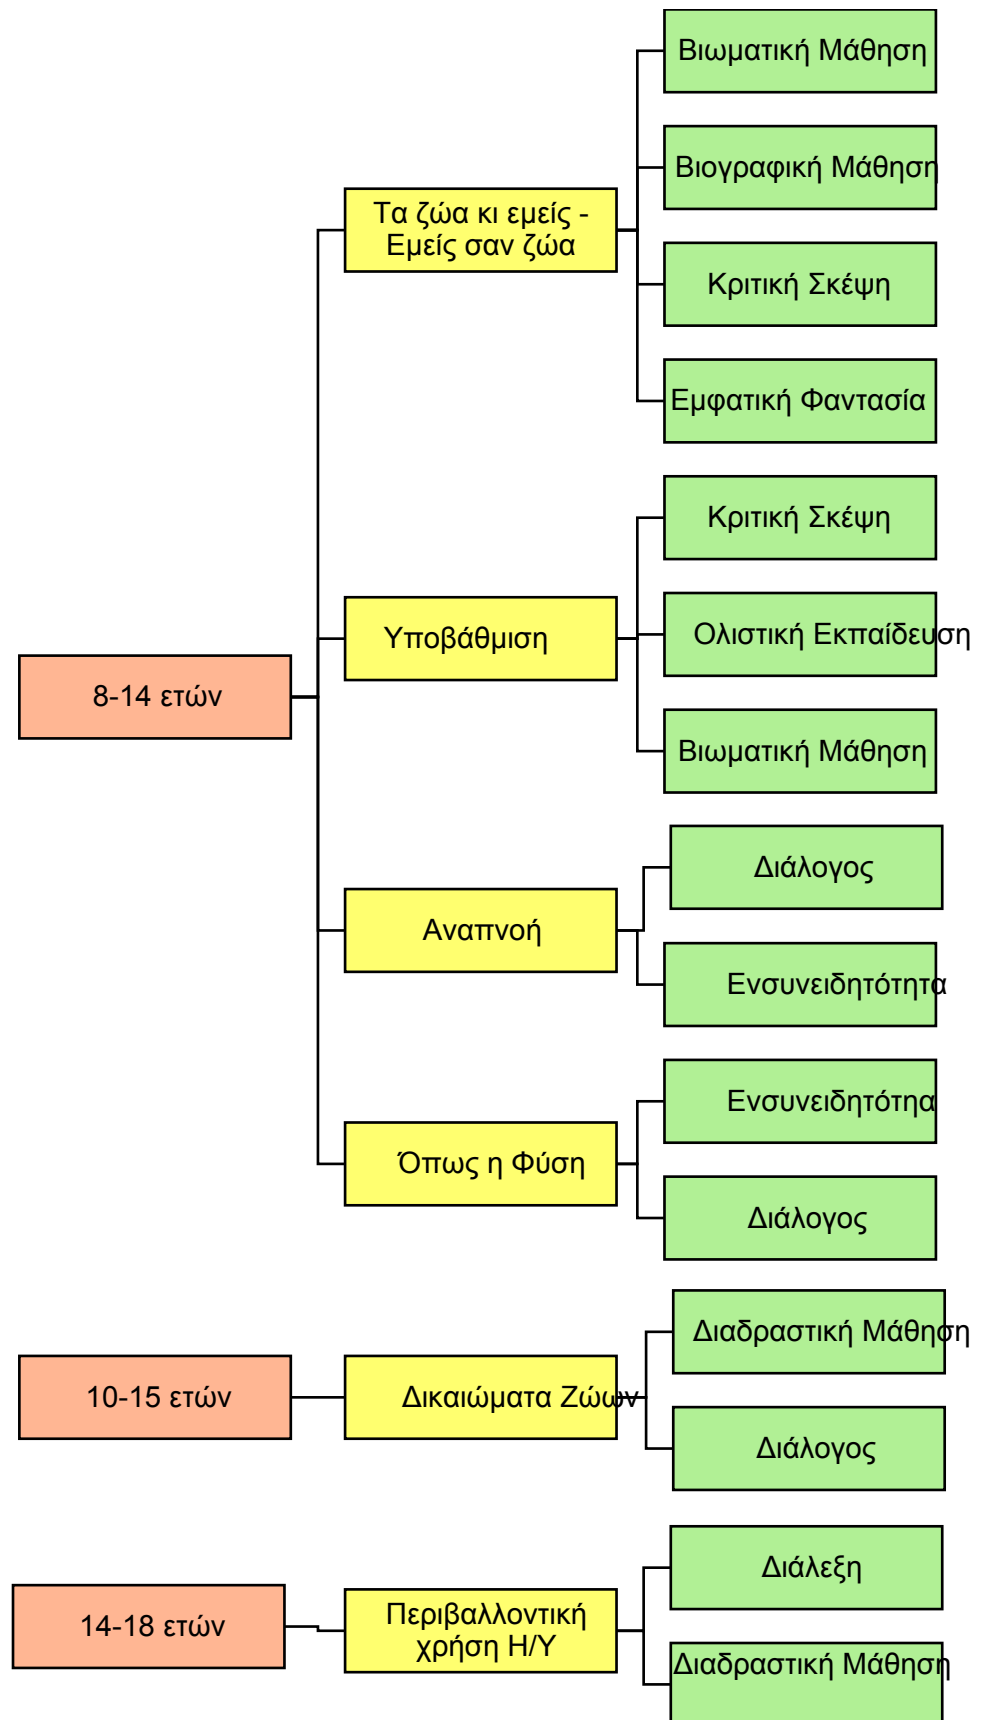 8-14 ετών
Τα ζώα κι εμείς -
Εμείς σαν ζώα
Βιωματική Μάθηση
Βιογραφική Μάθηση
Κριτική Σκέψη
Εμφατική Φαντασία
Υποβάθμιση
Κριτική Σκέψη
Ολιστική Εκπαίδευση
Βιωματική Μάθηση
Αναπνοή
Διάλογος
Ενσυνειδητότητα
Όπως η Φύση
Ενσυνειδητότηα
Διάλογος
10-15 ετών
Δικαιώματα Ζώων
Διαδραστική Μάθηση
Διάλογος
14-18 ετών
Περιβαλλοντική
χρήση Η/Υ
Διάλεξη
Διαδραστική Μάθηση